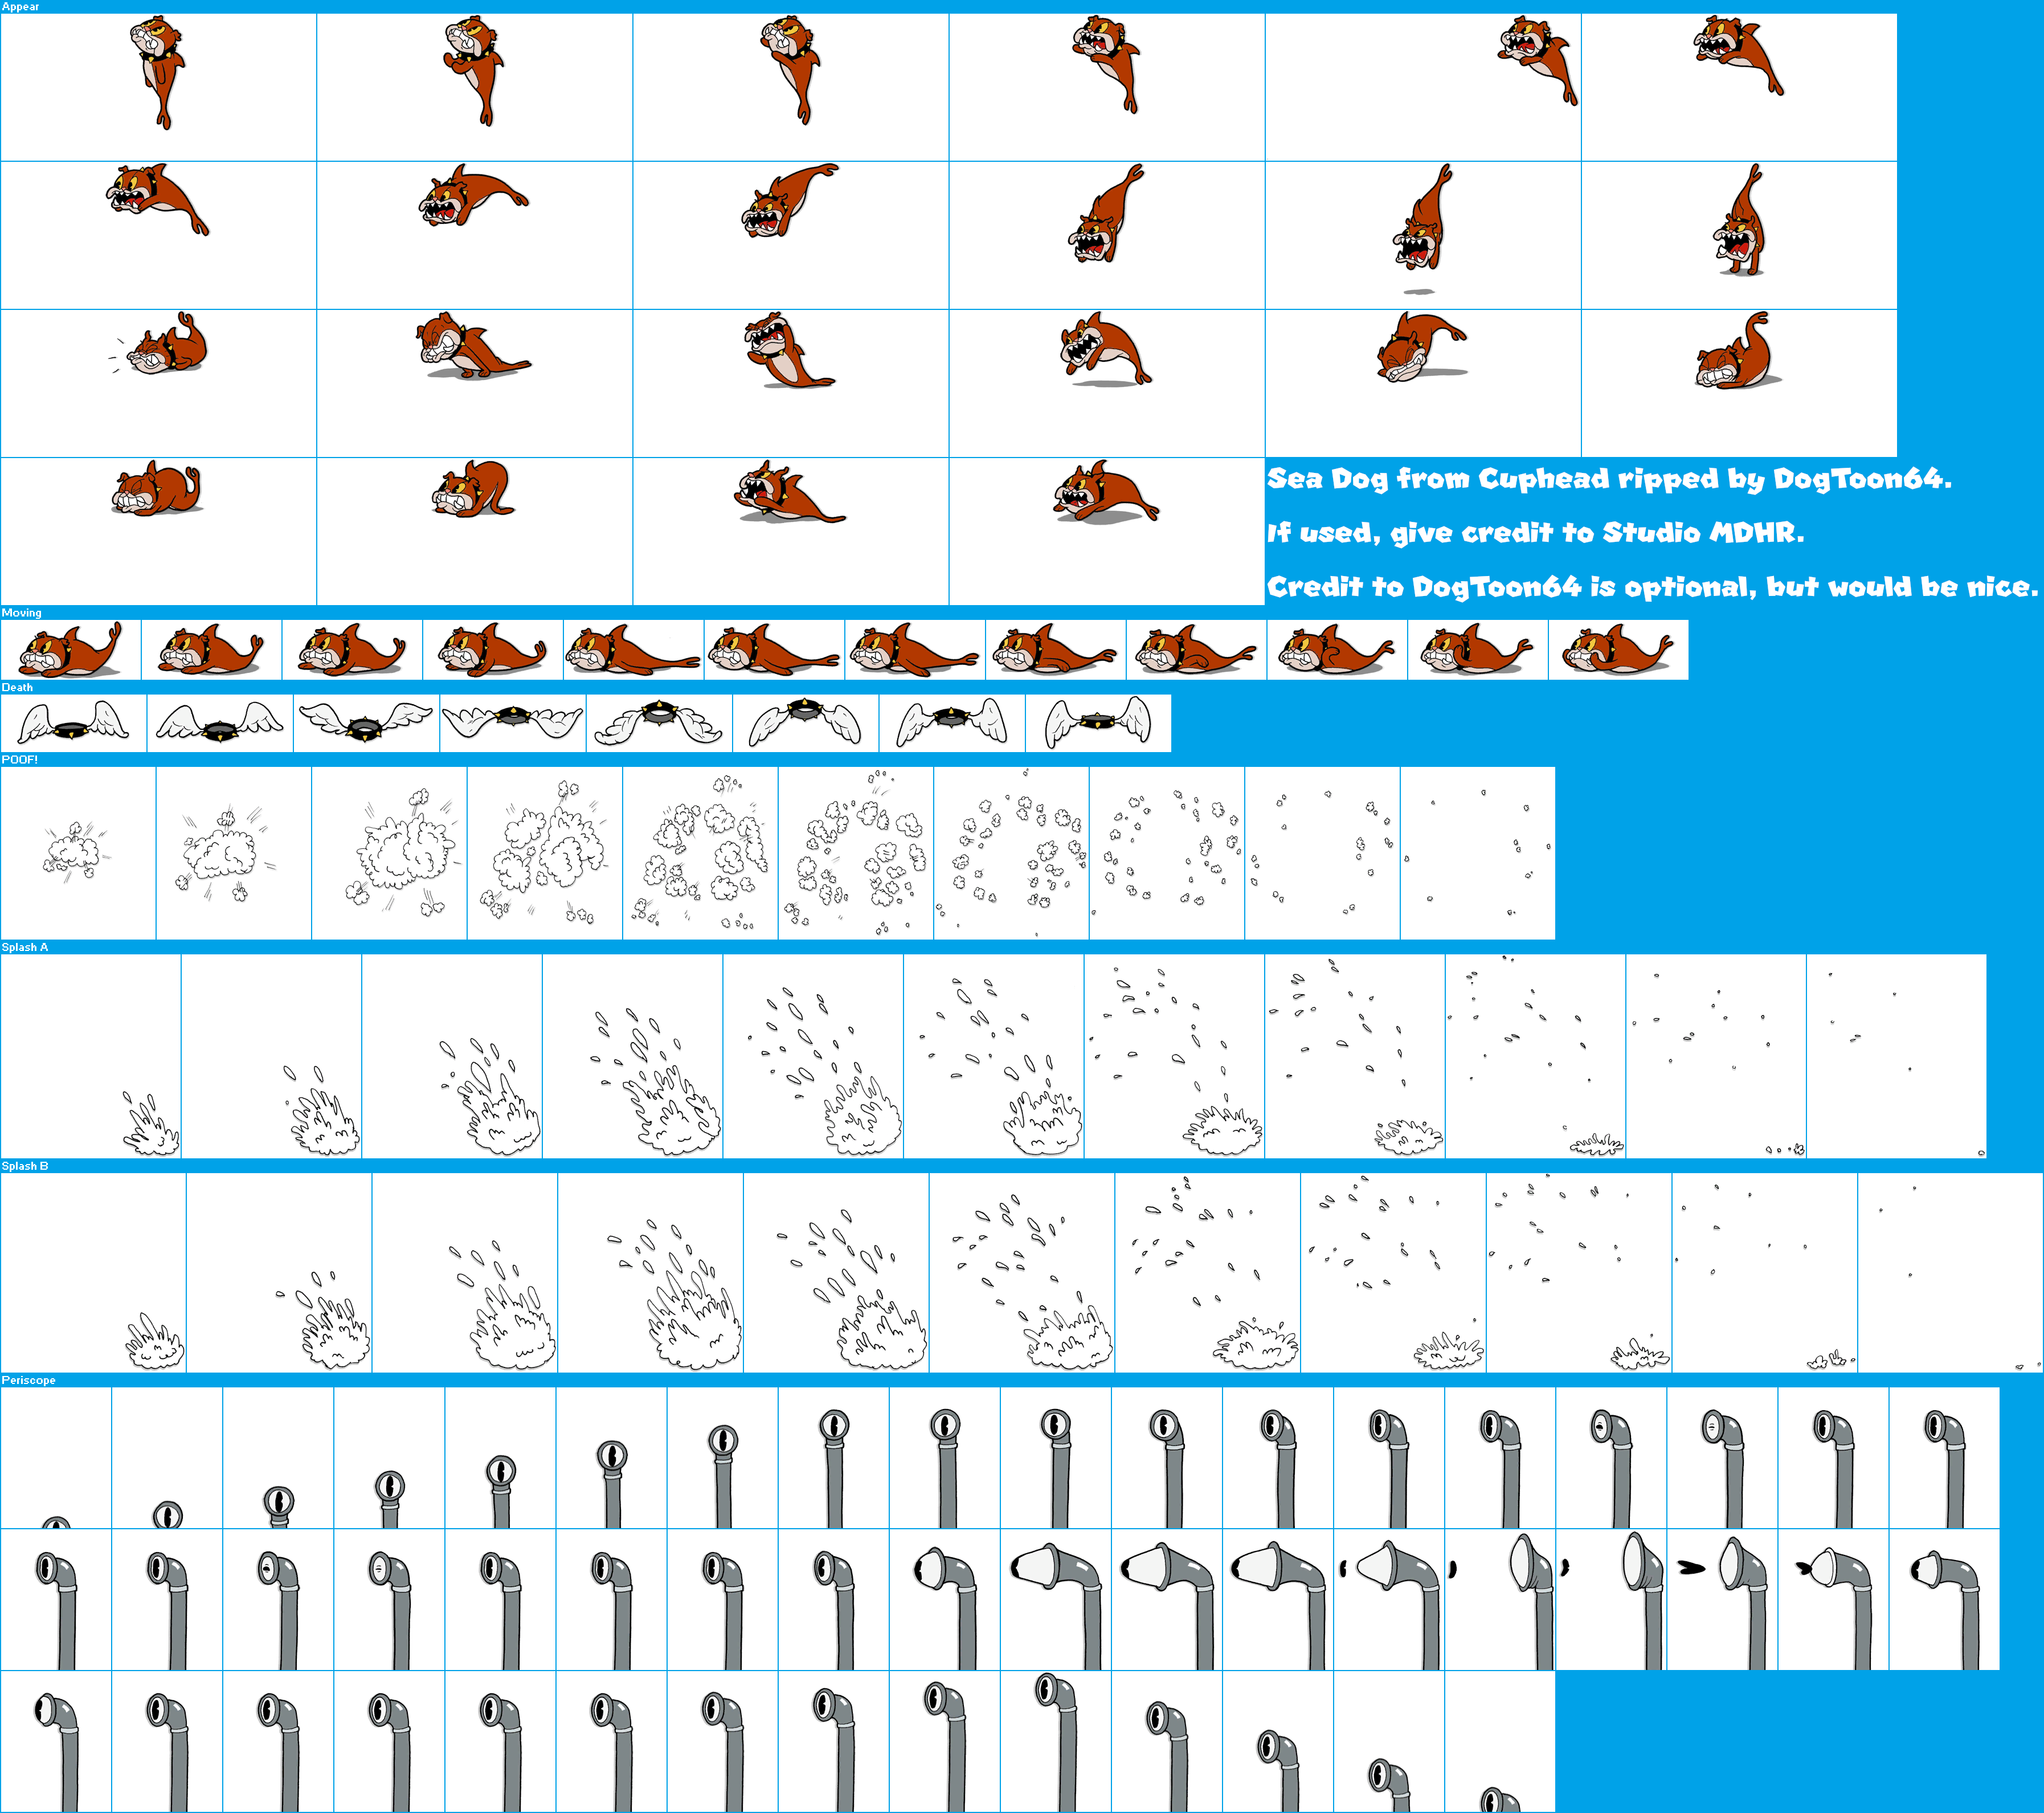 Appear
Sea Dog from Cuphead ripped by DogToon64.
If used, give credit to Studio MDHR.
Credit to DogToon64 is optional, but would be nice.
Moving
Death
POOF!
Splash A
Splash B
Periscope